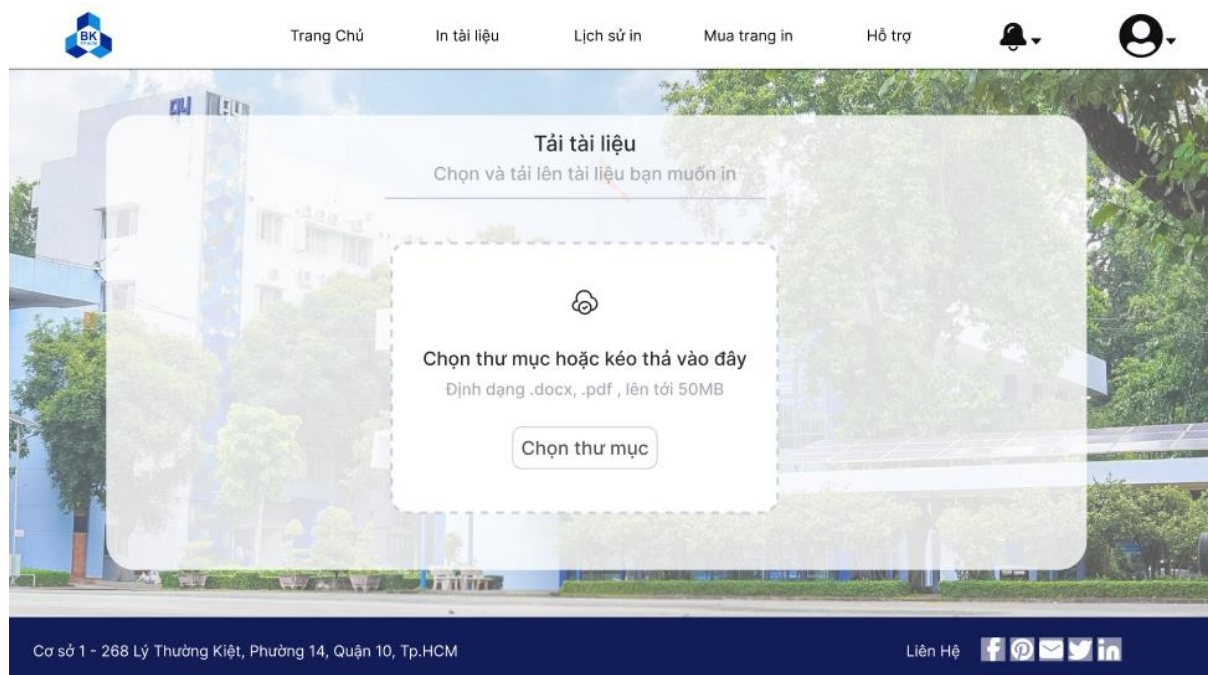 BK
TP.HCM
Trang Chủ
In tài liệu
Lịch sử in
Mua trang in
Hỗ trợ
Tải tài liệu
Chọn và tải lên tài liệu bạn muốn in
Chọn thư mục hoặc kéo thả vào đây
Định dạng .docx, .pdf , lên tới 50MB
Chọn thư mục
Cơ sở 1 - 268 Lý Thường Kiệt, Phường 14, Quận 10, Tp.HCM
Liên Hệ